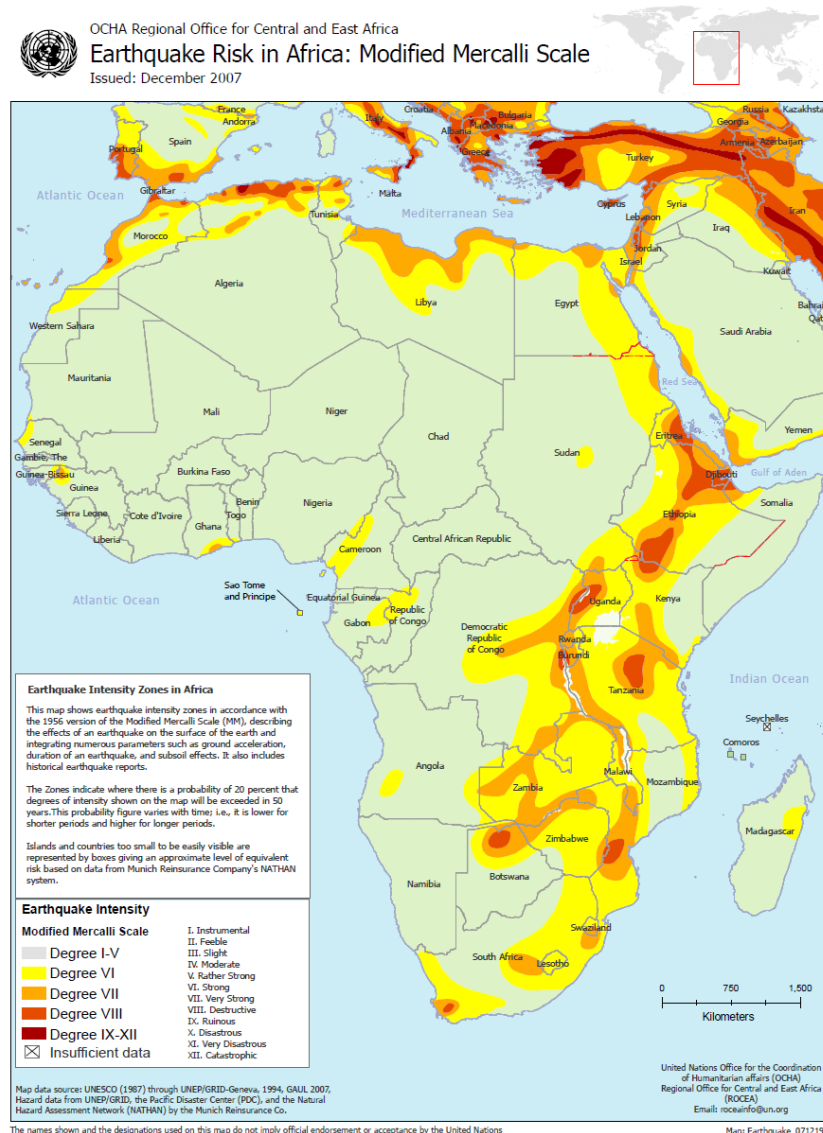 OCHA Regional Office for Central and East Africa
Earthquake Risk in Africa: Modified Mercalli Scale
Issued: December 2007
France
Andorra
Spain
Portugal
Gibraltar
Italy
Croatia
Bulgaria
Albania
Macedonia
Greece
Malta
Turkey
Russia
Kazakhsta
Georgia
Armenia
Azerbaijan
Cyprus
Lebanon
Syria
Iraq
Iran
Jordan
Israel
Kuwait
Bahrai
Qat
Saudi Arabia
Yemen
Atlantic Ocean
Mediterranean Sea
Red Sea
Gulf of Aden
Morocco
Tunisia
Algeria
Libya
Egypt
Western Sahara
Mauritania
Mali
Niger
Chad
Sudan
Eritrea
Djibouti
Somalia
Ethiopia
Senegal
Gambie, The
Guinea-Bissau
Guinea
Sierra Leone
Liberia
Cote d'Ivoire
Burkina Faso
Ghana
Togo
Benin
Nigeria
Cameroon
Central African Republic
Sao Tome
and Principe
Equatorial Guinea
Gabon
Republic
of Congo
Democratic
Republic
of Congo
Uganda
Kenya
Rwanda
Burundi
Tanzania
Atlantic Ocean
Indian Ocean
Seychelles
Comoros
Angola
Zambia
Malawi
Mozambique
Madagascar
Zimbabwe
Botswana
Namibia
Swaziland
Lesotho
South Africa
Earthquake Intensity Zones in Africa
This map shows earthquake intensity zones in accordance with
the 1956 version of the Modified Mercalli Scale (MM), describing
the effects of an earthquake on the surface of the earth and
integrating numerous parameters such as ground acceleration,
duration of an earthquake, and subsoil effects. It also includes
historical earthquake reports.
The Zones indicate where there is a probability of 20 percent that
degrees of intensity shown on the map will be exceeded in 50
years.This probability figure varies with time; i.e., it is lower for
shorter periods and higher for longer periods.
Islands and countries too small to be easily visible are
represented by boxes giving an approximate level of equivalent
risk based on data from Munich Reinsurance Company's NATHAN
system.
Earthquake Intensity
Modified Mercalli Scale
Degree I-V
Degree VI
Degree VII
Degree VIII
Degree IX-XII
Insufficient data
I. Instrumental
II. Feeble
III. Slight
IV. Moderate
V. Rather Strong
VI. Strong
VII. Very Strong
VIII. Destructive
IX. Ruinous
X. Disastrous
XI. Very Disastrous
XII. Catastrophic
0 750 1,500
Kilometers
Map data source: UNESCO (1987) through UNEP/GRID-Geneva, 1994, GAUL 2007,
Hazard data from UNEP/GRID, the Pacific Disaster Center (PDC), and the Natural
Hazard Assessment Network (NATHAN) by the Munich Reinsurance Co.
United Nations Office for the Coordination
of Humanitarian affairs (OCHA)
Regional Office for Central and East Africa
(ROCEA)
Email: roceainfo@un.org
The names shown and the designations used on this map do not imply official endorsement or acceptance by the United Nations
Map: Earthquake_071219